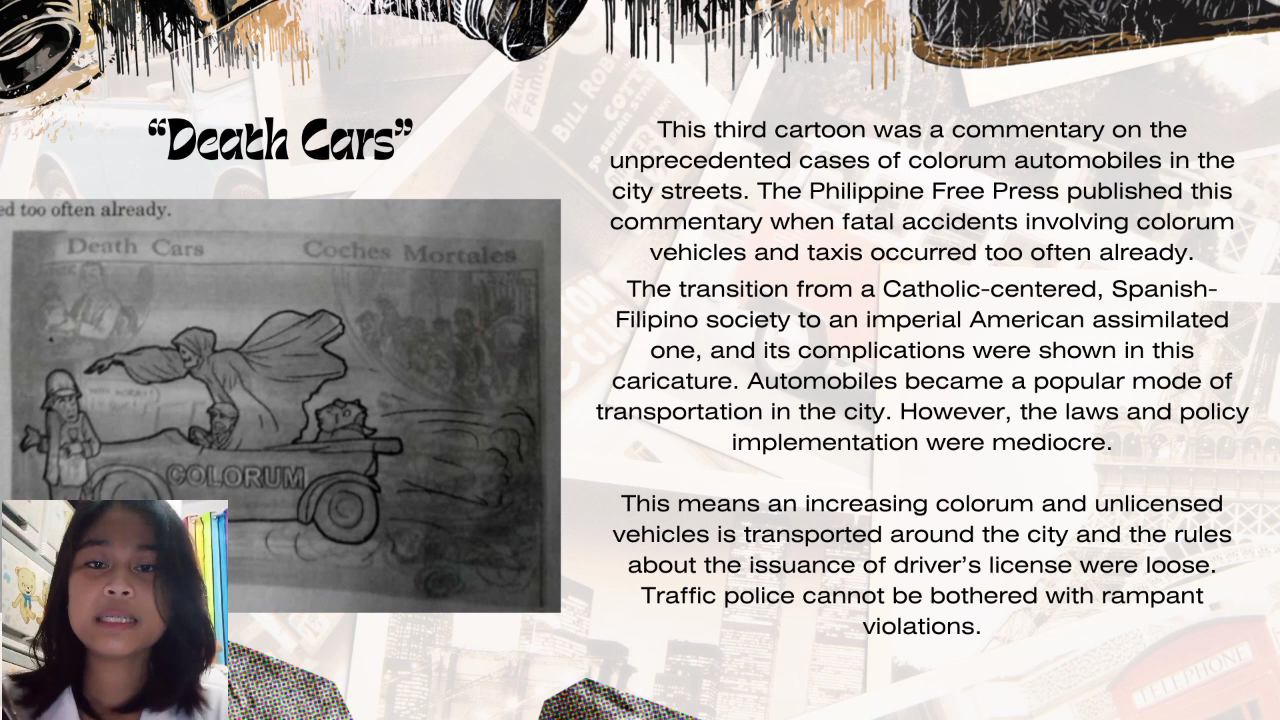 “Death Cars”
ed too often already.
Death Cars Coches Mortales
COLORUM
This third cartoon was a commentary on the
unprecedented cases of colorum automobiles in the
city streets. The Philippine Free Press published this
commentary when fatal accidents involving colorum
vehicles and taxis occurred too often already.
The transition from a Catholic-centered, Spanish-
Filipino society to an imperial American assimilated
one, and its complications were shown in this
caricature. Automobiles became a popular mode of
transportation in the city. However, the laws and policy
implementation were mediocre.
This means an increasing colorum and unlicensed
vehicles is transported around the city and the rules
about the issuance of driver’s license were loose.
Traffic police cannot be bothered with rampant
violations.
BILL RO
COTT
TELEPHONE